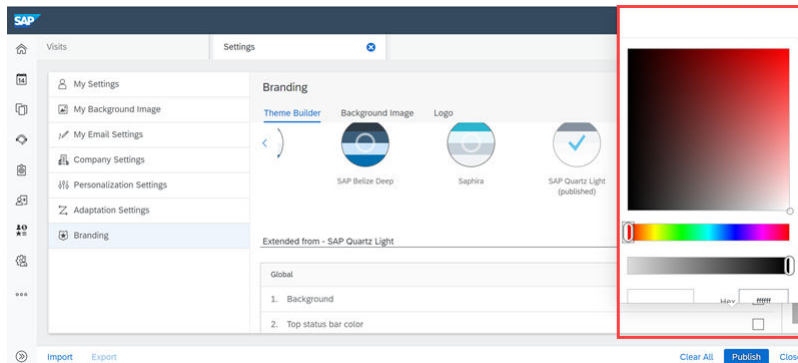 SAP
Visits
Settings
14
My Settings
My Background Image
My Email Settings
Company Settings
Personalization Settings
Adaptation Settings
Branding
Branding
Theme Builder Background Image Logo
SAP Belize Deep
Saphira
SAP Quartz Light
(published)
Extended from - SAP Quartz Light
Global
1. Background
2. Top status bar color
Hex ffffff
Import Export
Clear All Publish Close